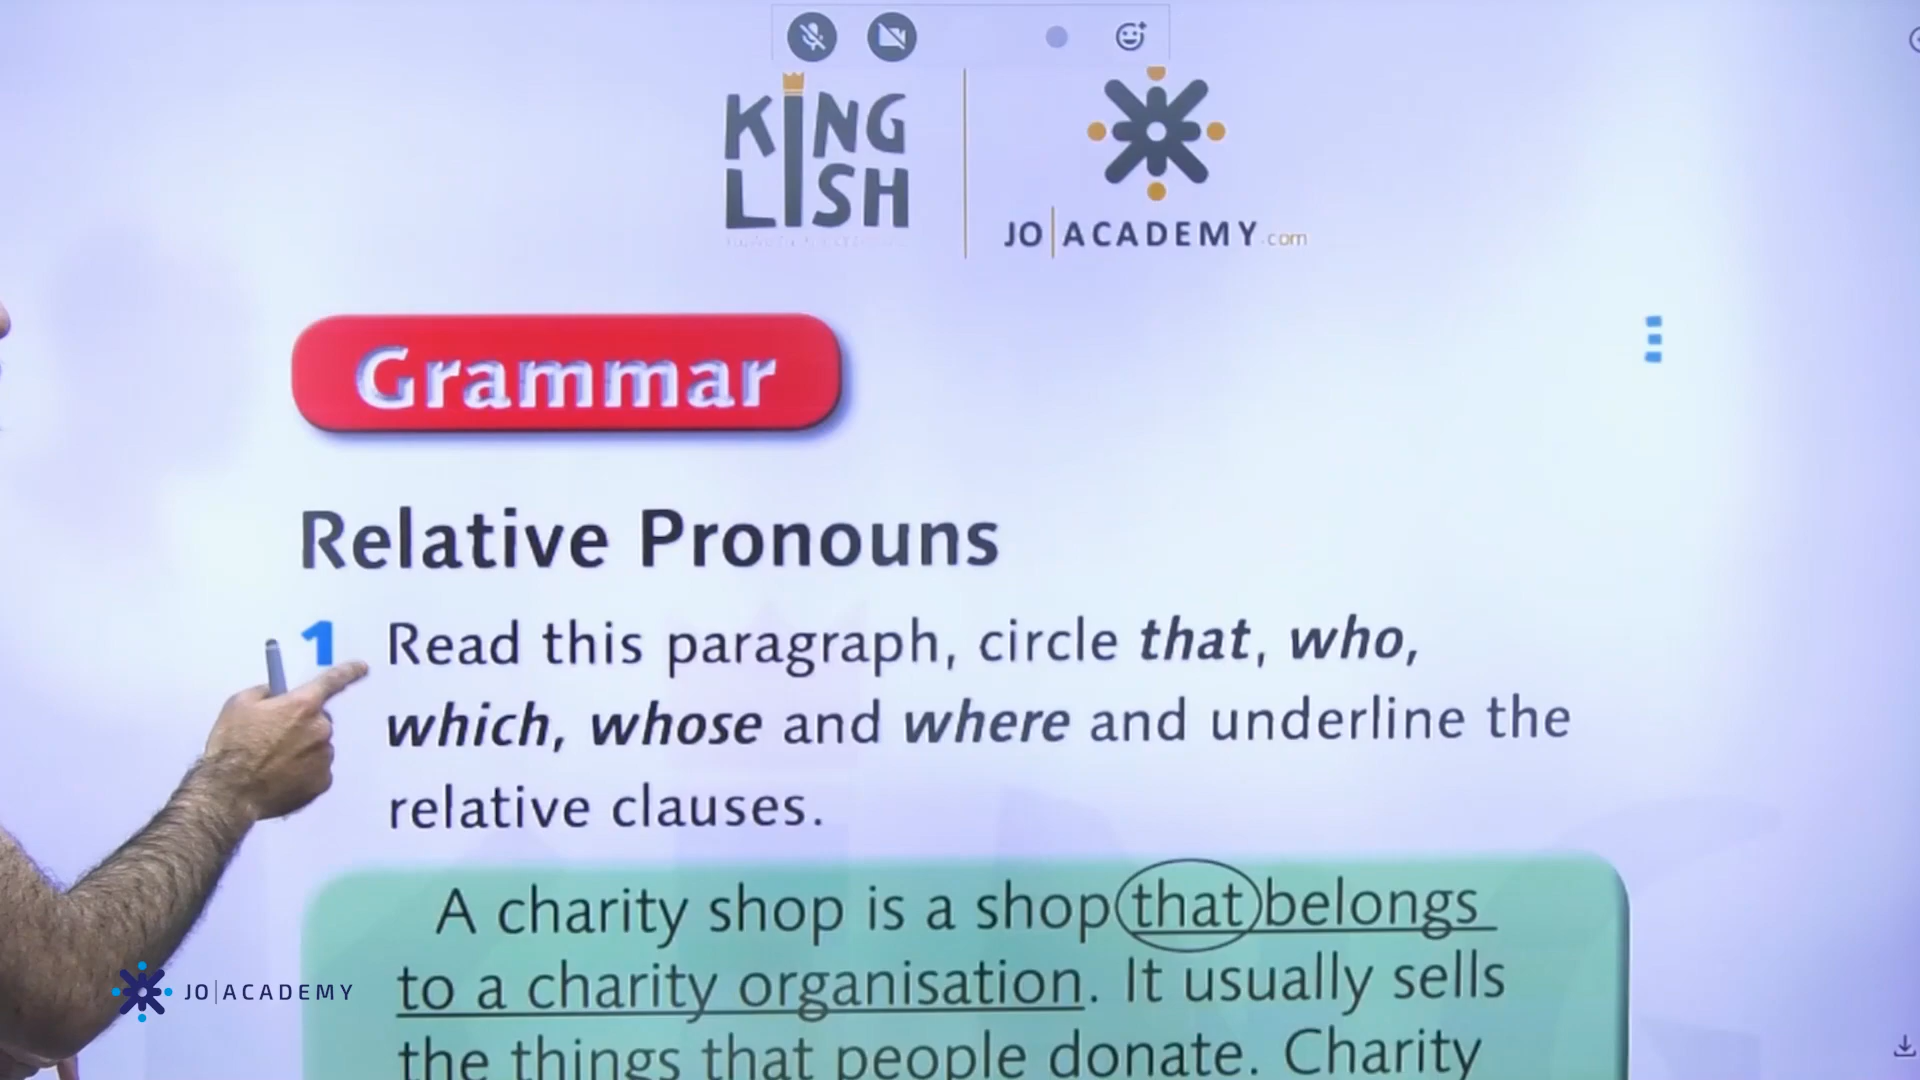 KING
LISH
JO ACADEMY.com
Grammar
Relative Pronouns
1 Read this paragraph, circle that, who,
which, whose and where and underline the
relative clauses.
A charity shop is a shop that belongs
to a charity organisation. It usually sells
the things that people donate. Charity
JO ACADEMY